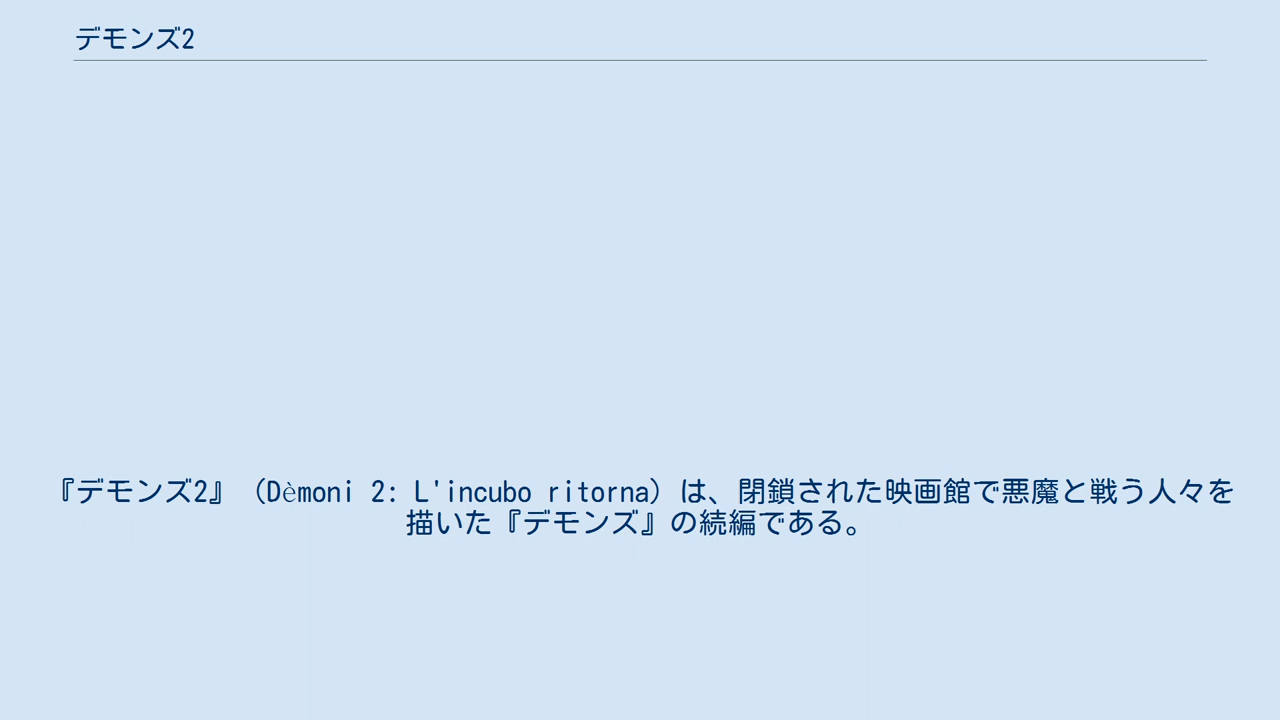 デモンズ2
『デモンズ2』（Dèmoni 2: L'incubo ritorna）は、閉鎖された映画館で悪魔と戦う人々を
描いた『デモンズ』の続編である。